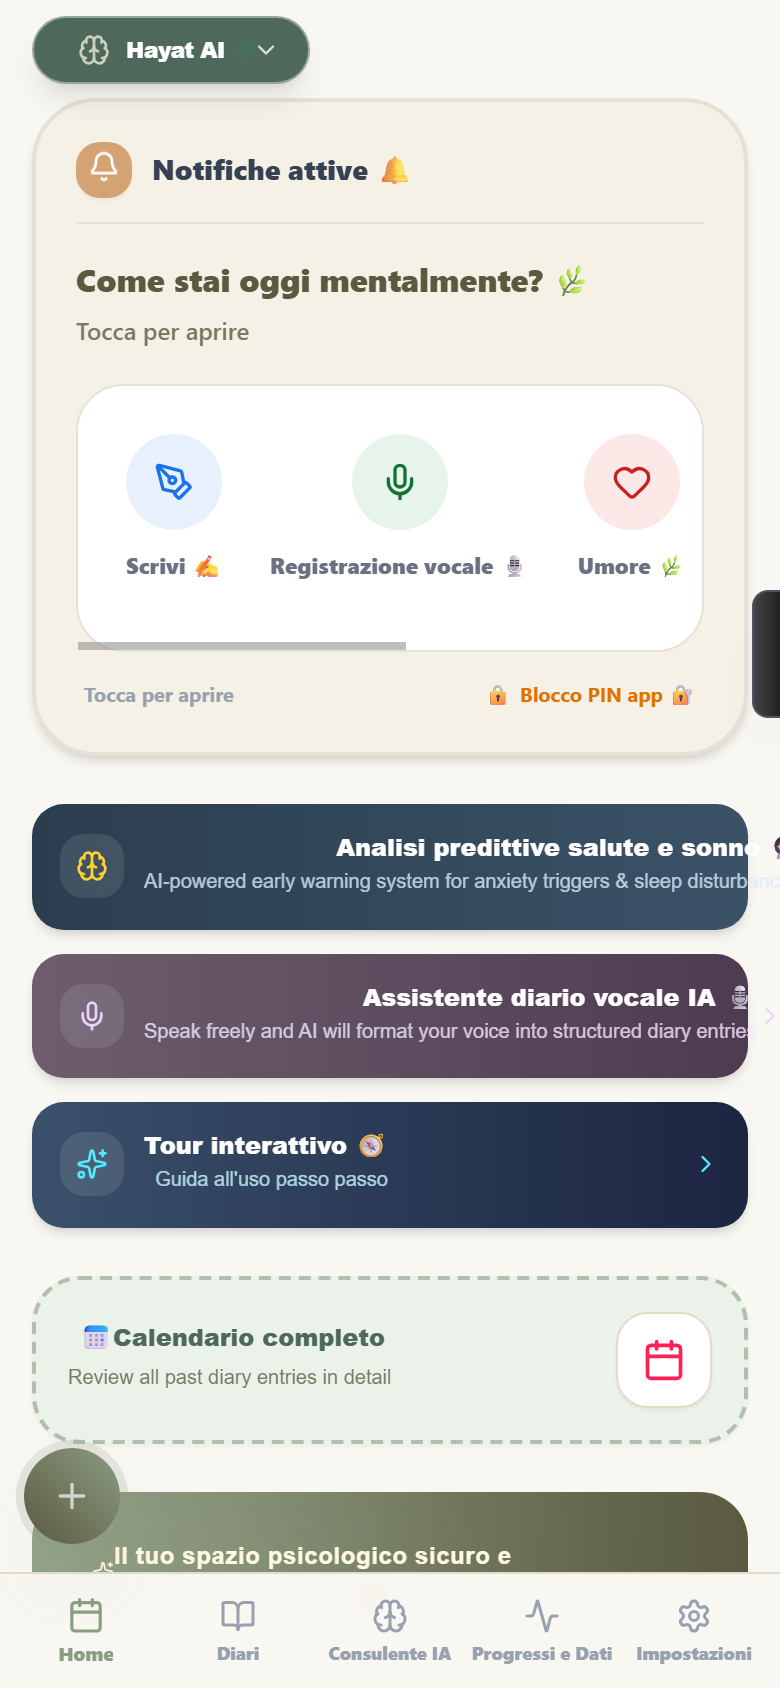 Hayat AI
Notifiche attive 🔔
Come stai oggi mentalmente? 🌿
Tocca per aprire
Scrivi ✍️
Registrazione vocale 🎙️
Umore 🌿
Tocca per aprire
🔒 Blocco PIN app 🔐
Analisi predittive salute e sonno
AI-powered early warning system for anxiety triggers & sleep disturbanc
Assistente diario vocale IA 🎙️
Speak freely and AI will format your voice into structured diary entries
Tour interattivo 🧭
Guida all'uso passo passo
🗓️ Calendario completo
Review all past diary entries in detail
Il tuo spazio psicologico sicuro e
Home
Diari
Consulente IA
Progressi e Dati
Impostazioni